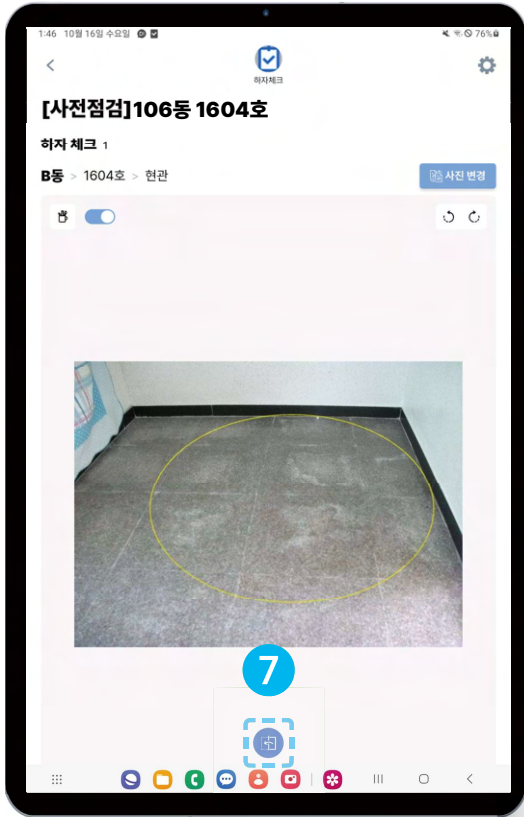 1:46 10월 16일 수요일 76%
하자체크
[사전점검]106동 1604호
하자 체크 1
B동 > 1604호 > 현관
사진 변경
7